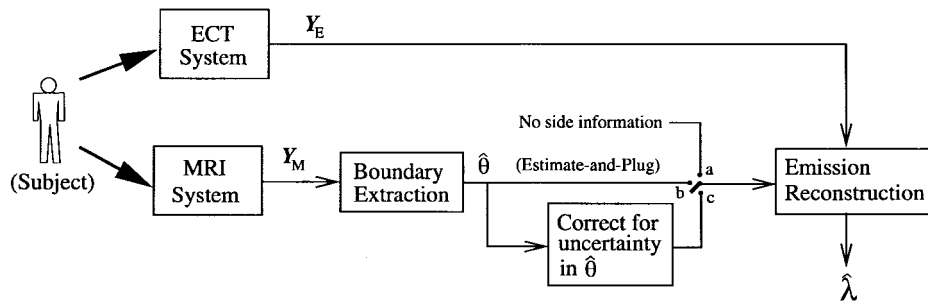 ECT
System
Y_E
(Subject)
MRI
System
Y_M
Boundary
Extraction
θ̂
(Estimate-and-Plug)
No side information
a
b
c
Correct for
uncertainty
in θ̂
Emission
Reconstruction
λ̂